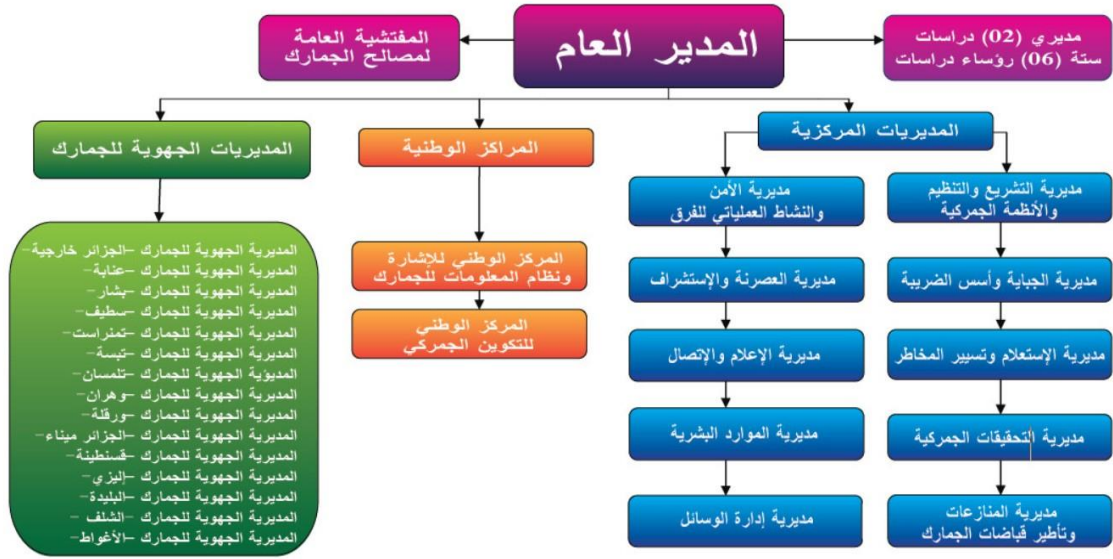 المدير العام
مديري (02) دراسات
ستة (06) رؤساء دراسات
المفتشية العامة
لمصالح الجمارك
المديريات المركزية
مديرية التشريع والتنظيم
والأنظمة الجمركية
مديرية الجباية وأسس الضريبة
مديرية الإستعلام وتسيير المخاطر
مديرية التحقيقات الجمركية
مديرية المنازعات
وتأطير قباضات الجمارك
مديرية الأمن
والنشاط العملياتي للفرق
مديرية العصرنة والإستشراف
مديرية الإعلام والإتصال
مديرية الموارد البشرية
مديرية إدارة الوسائل
المراكز الوطنية
المركز الوطني للإشارة
ونظام المعلومات للجمارك
المركز الوطني
للتكوين الجمركي
المديريات الجهوية للجمارك
المديرية الجهوية للجمارك –الجزائر خارجية–
المديرية الجهوية للجمارك –عنابة–
المديرية الجهوية للجمارك –بشار–
المديرية الجهوية للجمارك –سطيف–
المديرية الجهوية للجمارك –تمنراست–
المديرية الجهوية للجمارك –تبسة–
المديؤية الجهوية للجمارك –تلمسان–
المديرية الجهوية للجمارك –وهران–
المديرية الجهوية للجمارك –ورقلة–
المديرية الجهوية للجمارك –الجزائر ميناء–
المديرية الجهوية للجمارك –قسنطينة–
المديرية الجهوية للجمارك –إليزي–
المديرية الجهوية للجمارك –البليدة–
المديرية الجهوية للجمارك –الشلف–
المديرية الجهوية للجمارك –الأغواط–